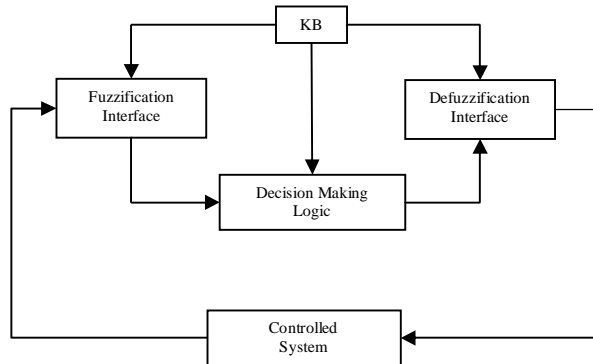 KB
Fuzzification
Interface
Defuzzification
Interface
Decision Making
Logic
Controlled
System